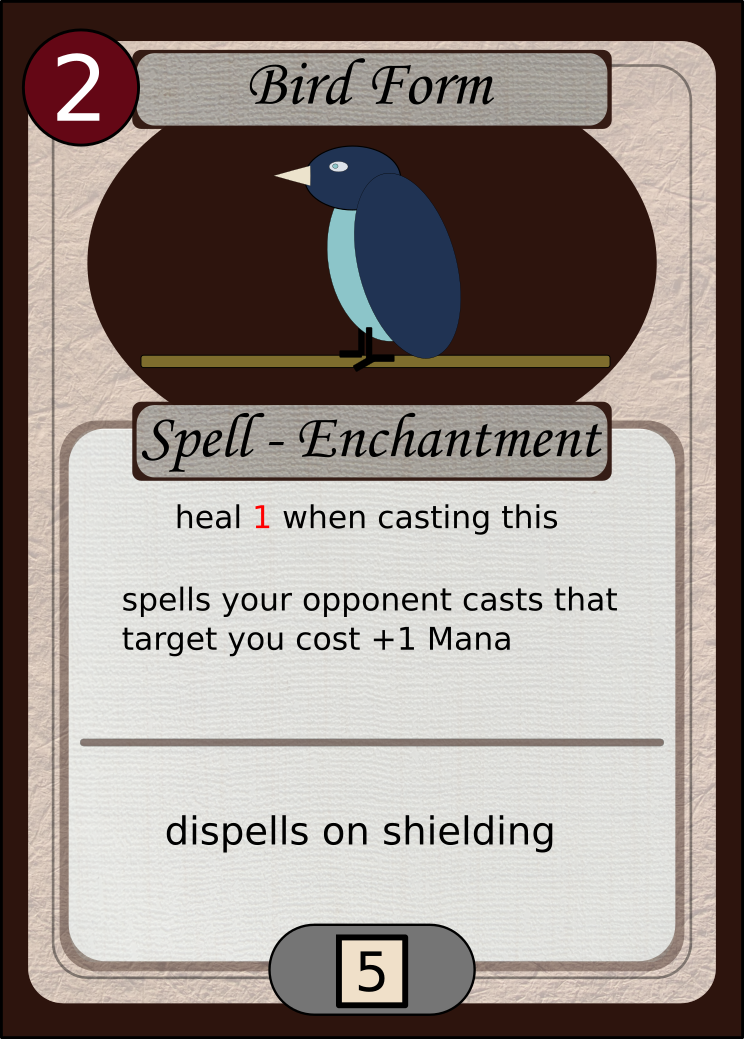 2
Bird Form
Spell - Enchantment
heal 1 when casting this
spells your opponent casts that
target you cost +1 Mana
dispells on shielding
5